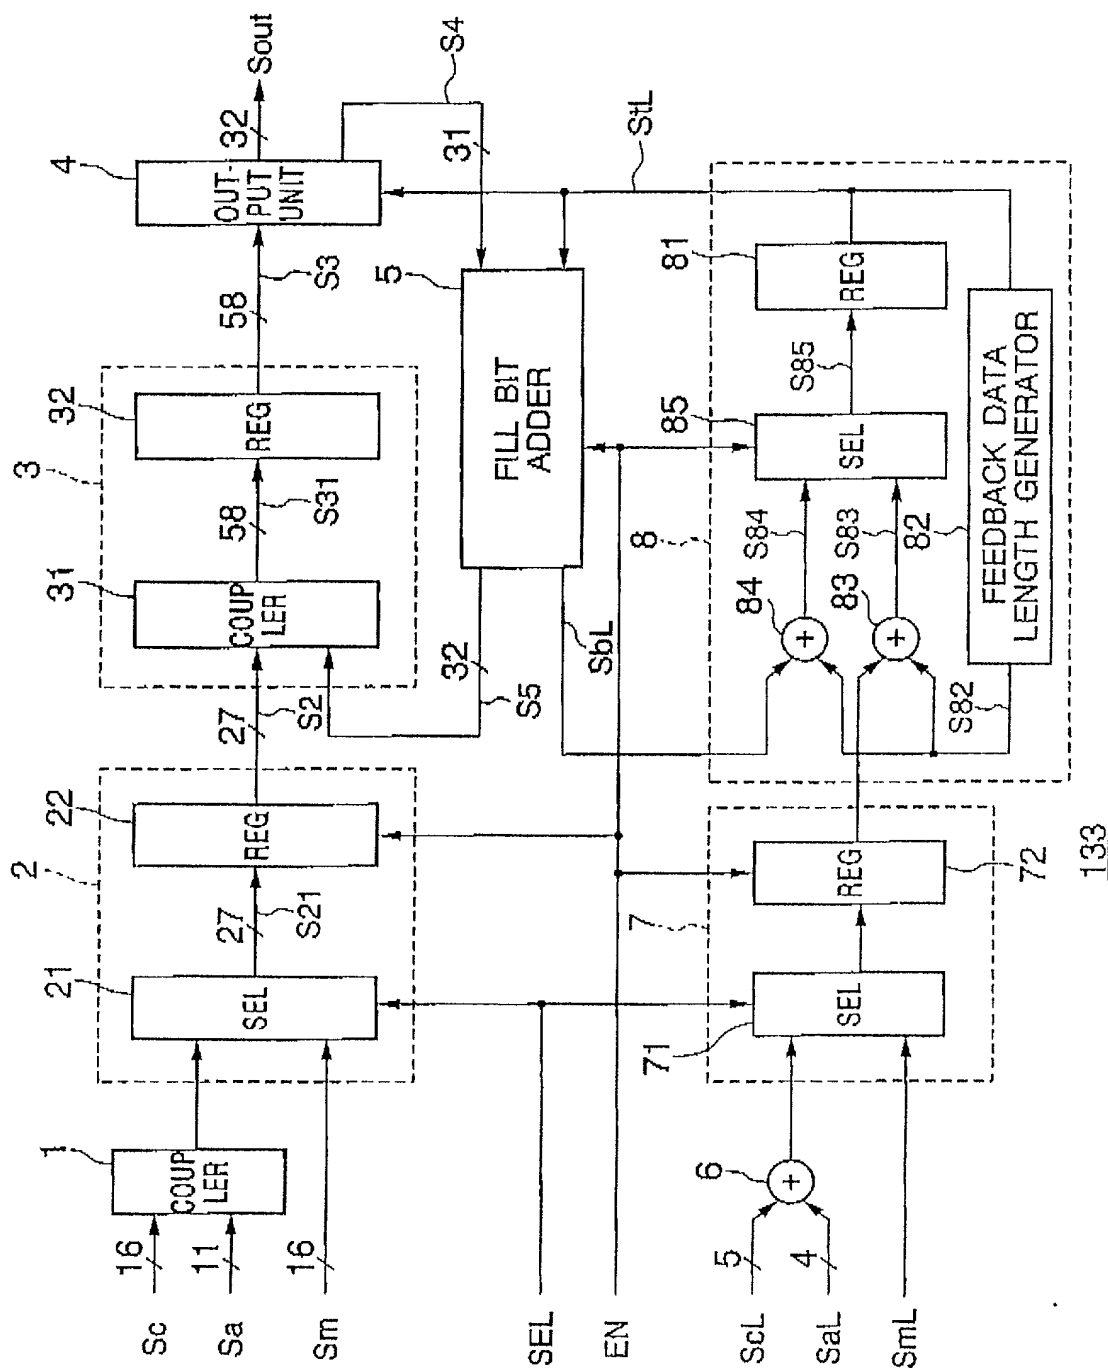 Sout
32
4
OUT-
PUT
UNIT
S4
31
StL
S3
58
3
32
REG
S31
58
31
COUP
LER
5
FILL BIT
ADDER
32
S5
SbL
S2
27
2
22
REG
S21
27
21
SEL
1
COUP
LER
16
11
16
Sc
Sa
Sm
SEL
EN
8
81
REG
S85
85
SEL
S84
S83
84
+
83
+
82
FEEDBACK DATA
LENGTH GENERATOR
S82
7
REG
72
SEL
71
6
+
5
4
ScL
SaL
SmL
133